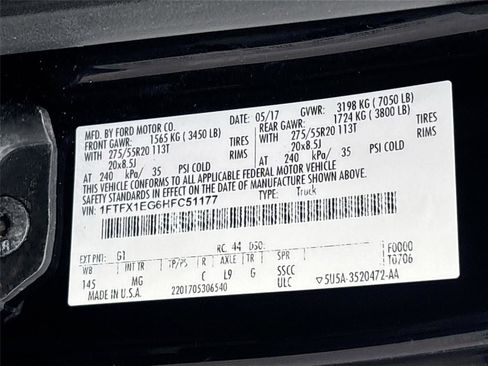 MFD. BY FORD MOTOR CO. DATE: 05/17 GVWR: 3198 KG ( 7050 LB)
FRONT GAWR: 1565 KG ( 3450 LB) REAR GAWR: 1724 KG ( 3800 LB)
WITH 275/55R20 113T TIRES WITH 275/55R20 113T TIRES
20x8.5J RIMS 20x8.5J RIMS
AT 240 kPa/ 35 PSI COLD AT 240 kPa/ 35 PSI COLD
THIS VEHICLE CONFORMS TO ALL APPLICABLE FEDERAL MOTOR VEHICLE
SAFETY STANDARDS IN EFFECT ON THE DATE OF MANUFACTURE SHOWN ABOVE.
VIN: 1FTFX1EG6HFC51177 TYPE: Truck
EXT PNT: G1 RC: 44 DSO: F0000
WB INT TR TP/PS R AXLE TR SPR T0706
145 MG C L9 G SSCC
MADE IN U.S.A. 2201705306540 ULC 5U5A-3520472-AA